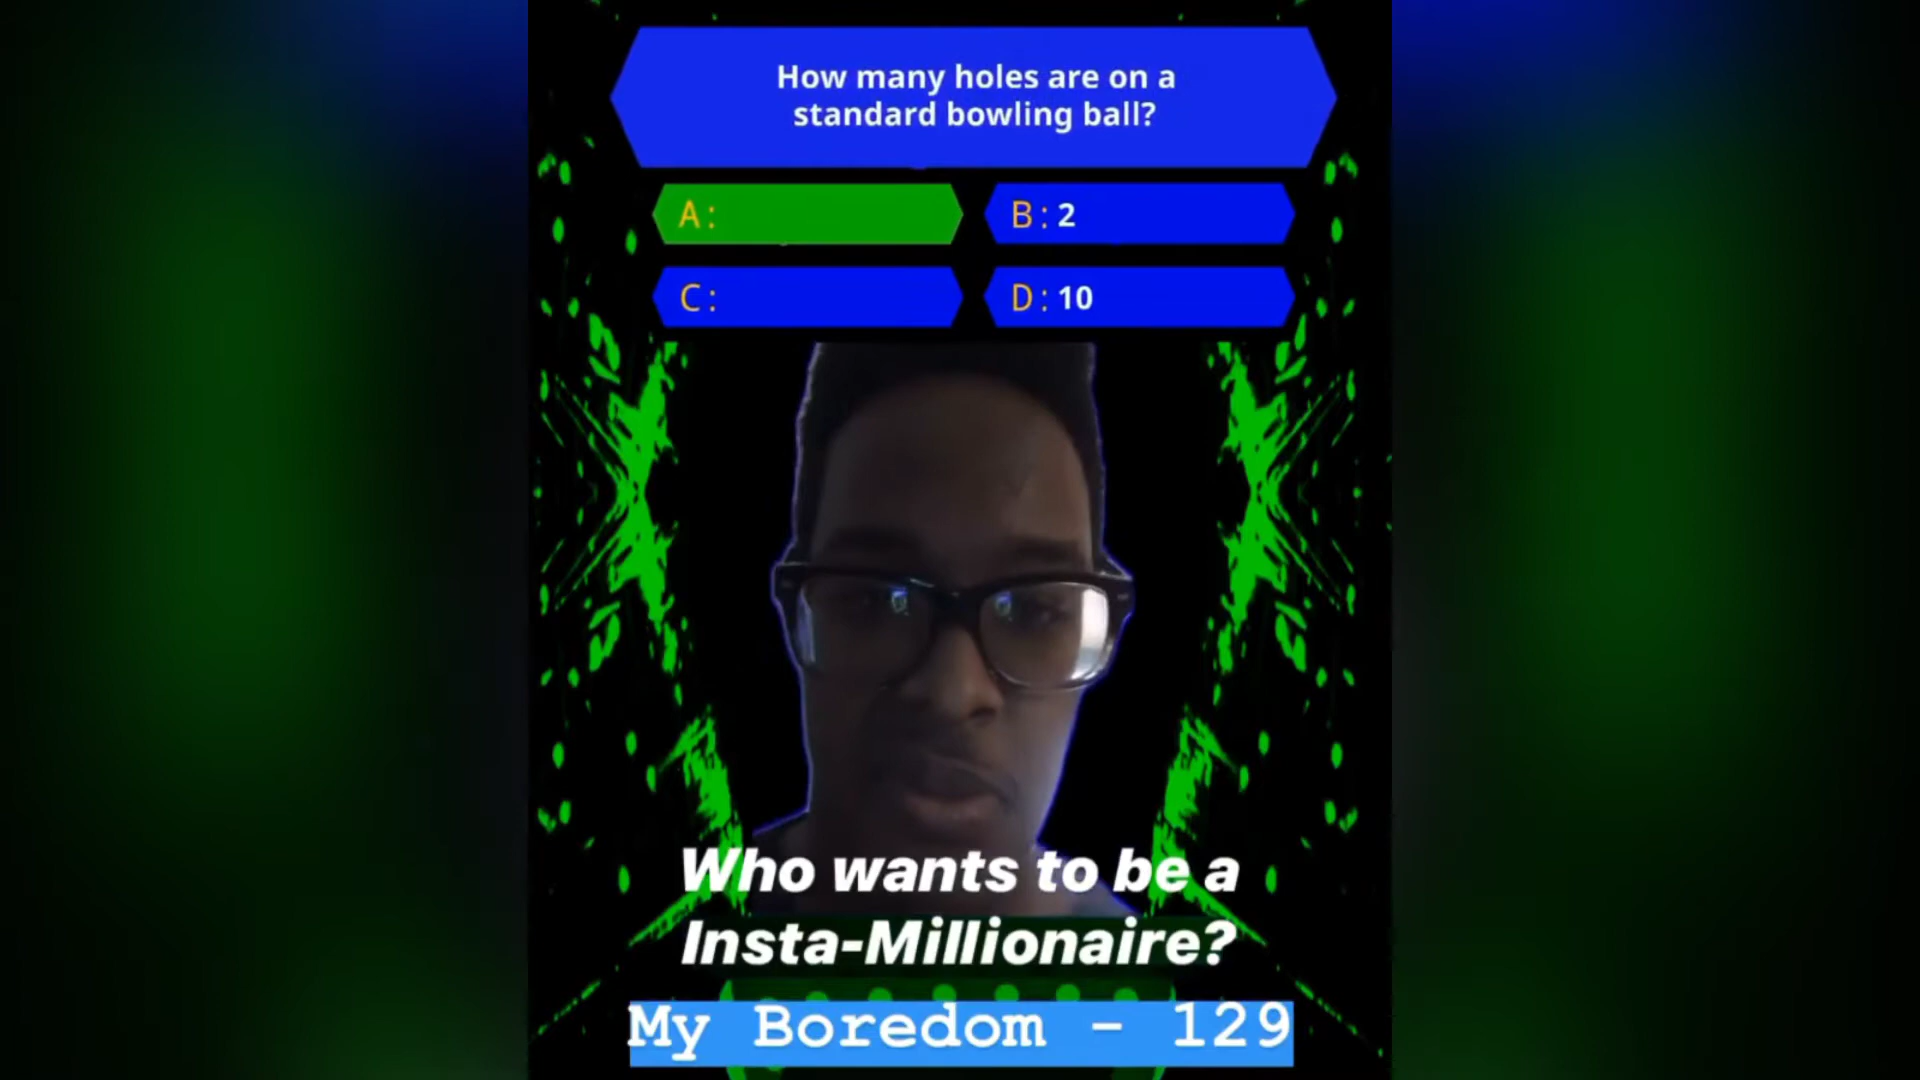 How many holes are on a
standard bowling ball?
A:
B: 2
C:
D: 10
Who wants to be a
Insta-Millionaire?
My Boredom - 129